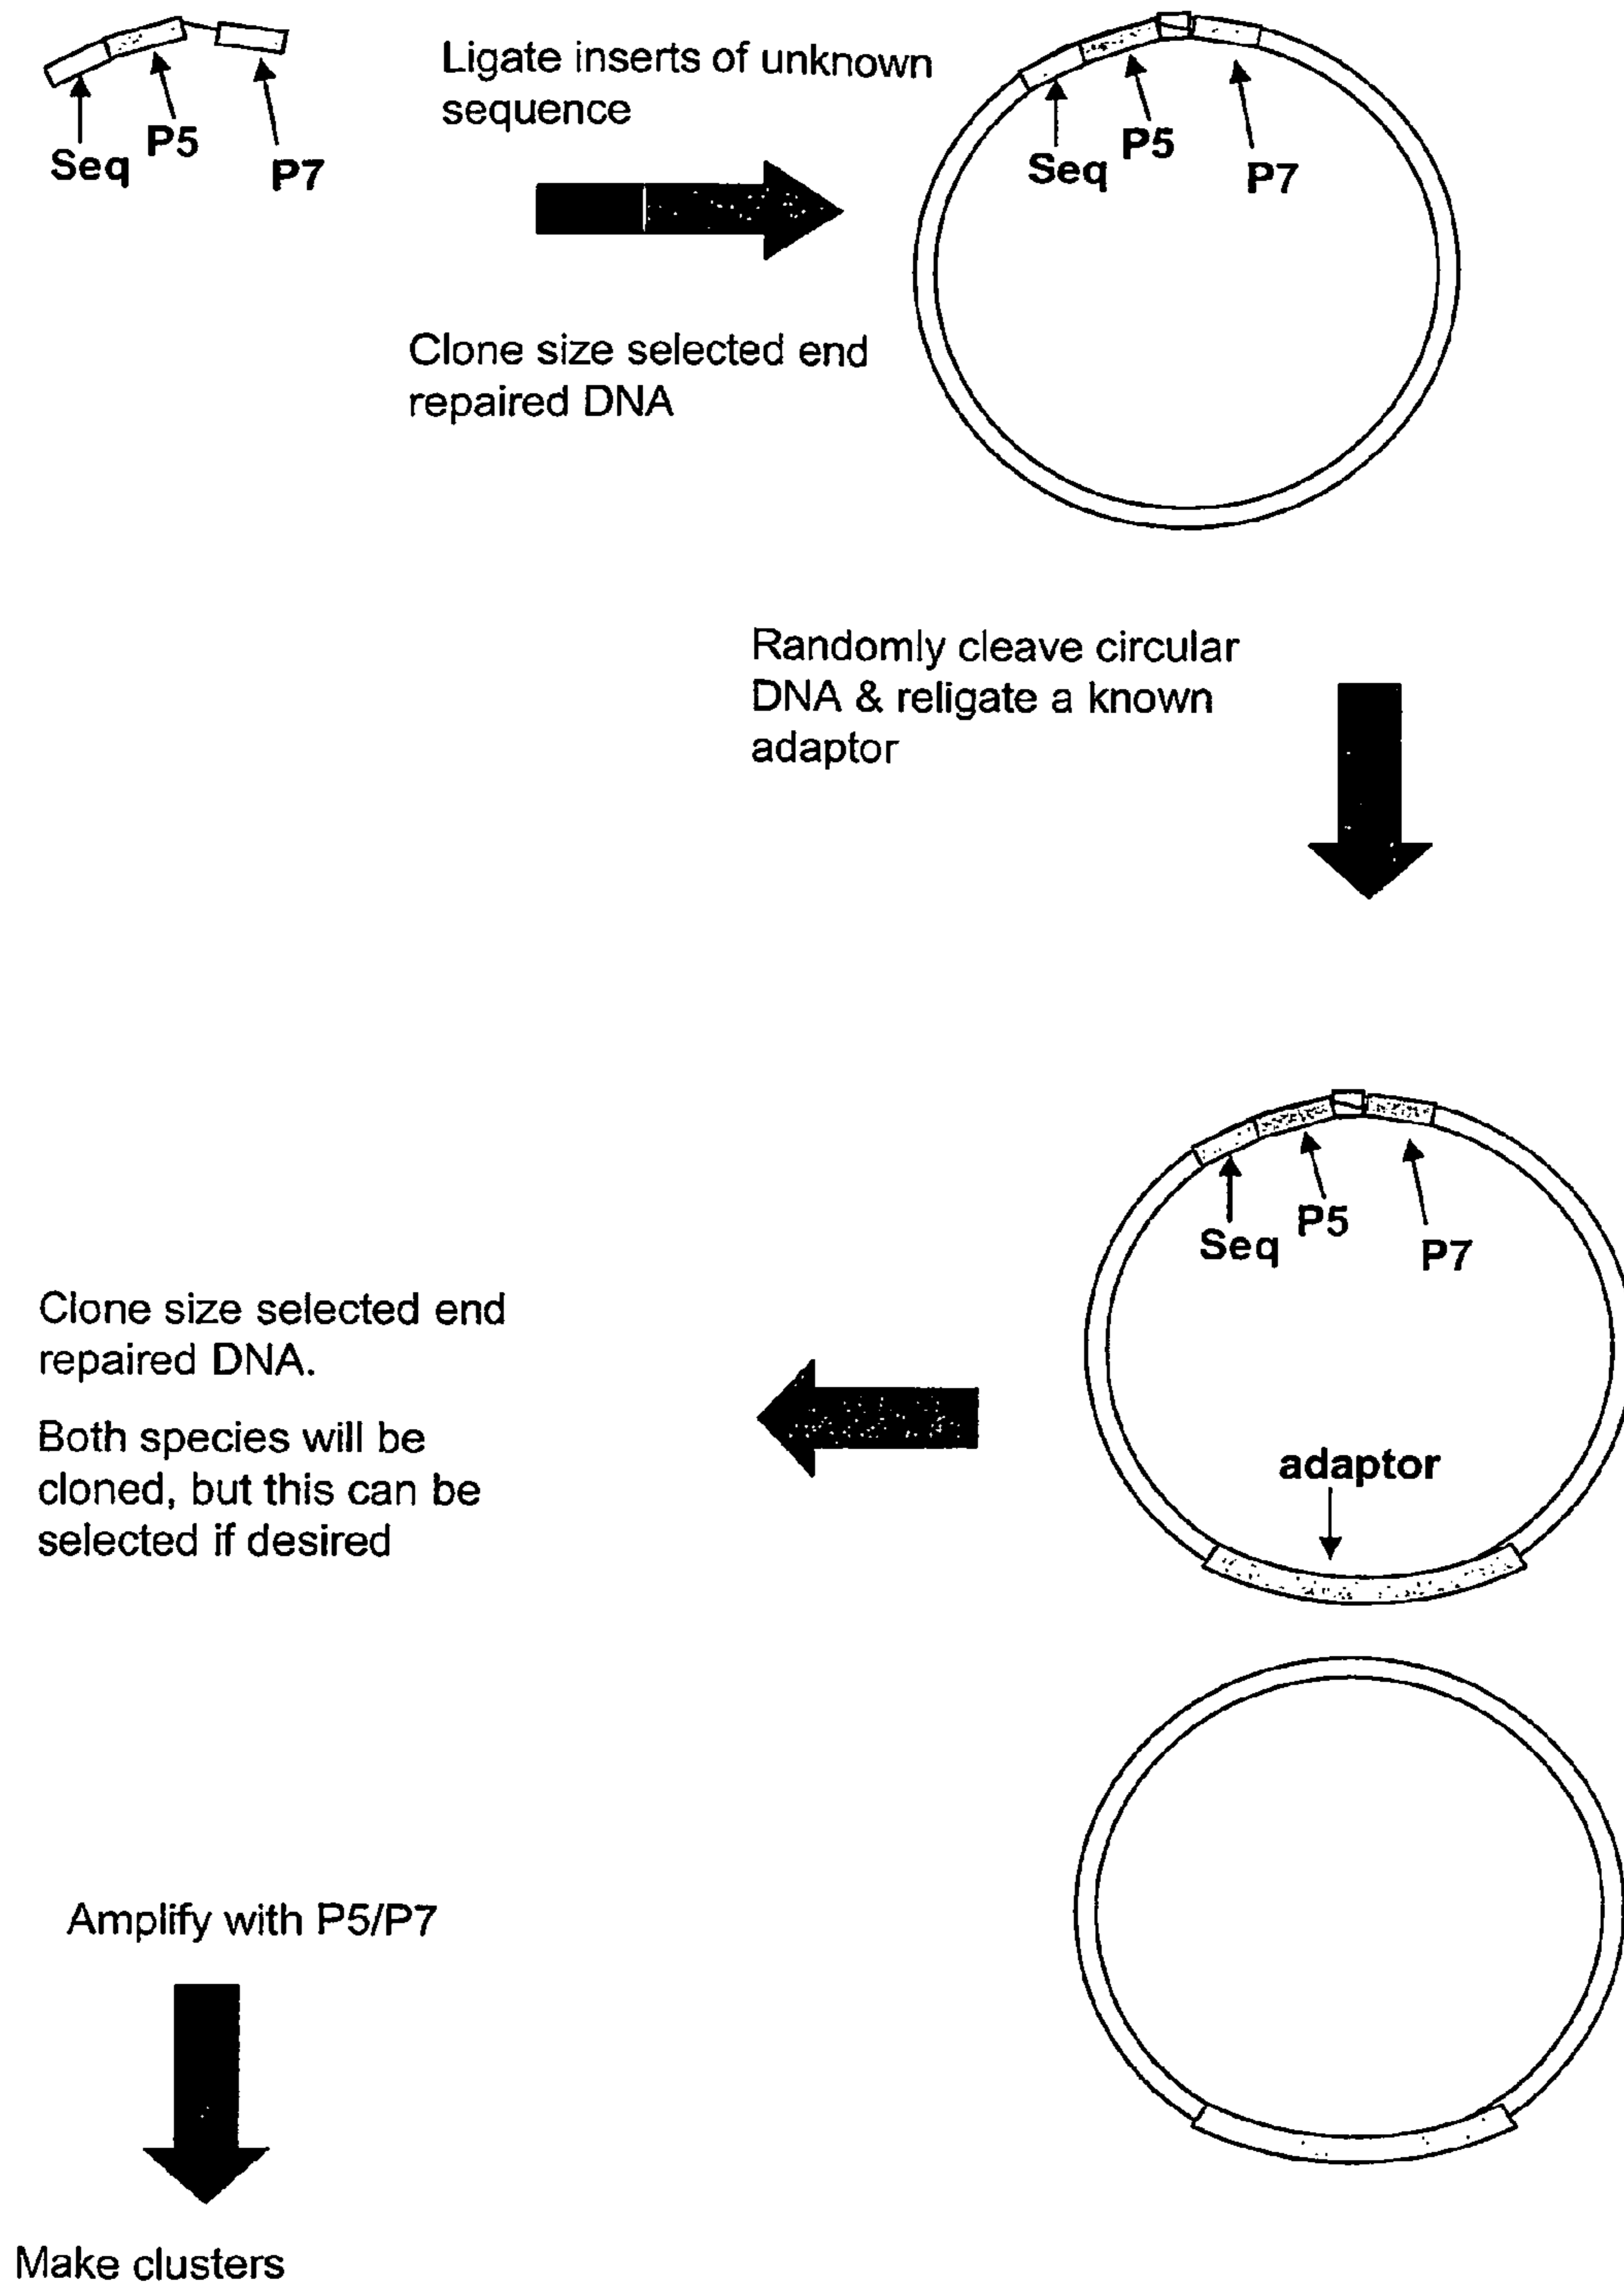 Seq
P5
P7
Ligate inserts of unknown
sequence
Clone size selected end
repaired DNA
Seq
P5
P7
Randomly cleave circular
DNA & religate a known
adaptor
Seq
P5
P7
adaptor
Clone size selected end
repaired DNA.
Both species will be
cloned, but this can be
selected if desired
Amplify with P5/P7
Make clusters